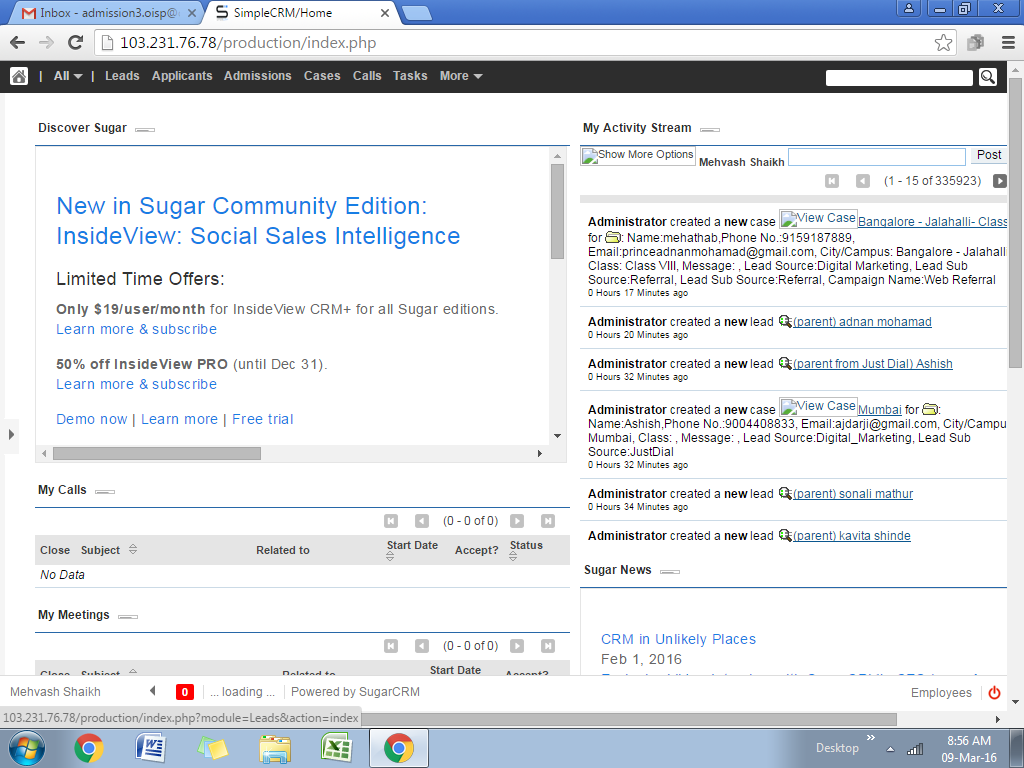 Inbox - admission3.oisp@
SimpleCRM/Home
103.231.76.78/production/index.php
| All | Leads Applicants Admissions Cases Calls Tasks More
Discover Sugar
New in Sugar Community Edition:
InsideView: Social Sales Intelligence
Limited Time Offers:
Only $19/user/month for InsideView CRM+ for all Sugar editions.
Learn more & subscribe
50% off InsideView PRO (until Dec 31).
Learn more & subscribe
Demo now | Learn more | Free trial
My Calls
(0 - 0 of 0)
Close Subject Related to Start Date Accept? Status
No Data
My Meetings
(0 - 0 of 0)
Close Subject Related to Start Date Accept?
My Activity Stream
Show More Options Mehvash Shaikh Post
(1 - 15 of 335923)
Administrator created a new case View Case Bangalore - Jalahalli- Class
for : Name:mehathab,Phone No.:9159187889,
Email:princeadnanmohamad@gmail.com, City/Campus: Bangalore - Jalahalli
Class: Class VIII, Message: , Lead Source:Digital Marketing, Lead Sub
Source:Referral, Lead Sub Source:Referral, Campaign Name:Web Referral
0 Hours 17 Minutes ago
Administrator created a new lead (parent) adnan mohamad
0 Hours 20 Minutes ago
Administrator created a new lead (parent from Just Dial) Ashish
0 Hours 32 Minutes ago
Administrator created a new case View Case Mumbai for :
Name:Ashish,Phone No.:9004408833, Email:ajdarji@gmail.com, City/Campu
Mumbai, Class: , Message: , Lead Source:Digital_Marketing, Lead Sub
Source:JustDial
0 Hours 32 Minutes ago
Administrator created a new lead (parent) sonali mathur
0 Hours 34 Minutes ago
Administrator created a new lead (parent) kavita shinde
Sugar News
CRM in Unlikely Places
Feb 1, 2016
Mehvash Shaikh 0 ... loading ... Powered by SugarCRM Employees
103.231.76.78/production/index.php?module=Leads&action=index
Desktop
8:56 AM
09-Mar-16